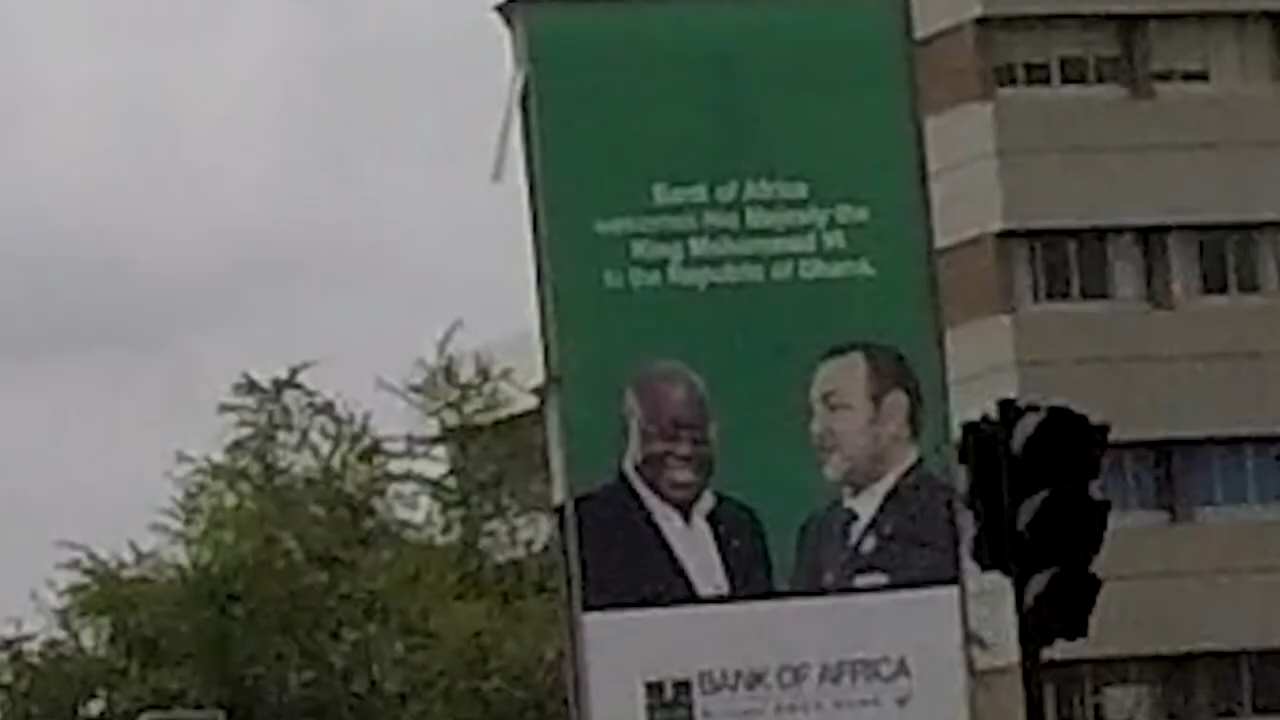 Bank of Africa
welcomes His Majesty the
King Mohammed VI
to the Republic of Ghana.
BANK OF AFRICA